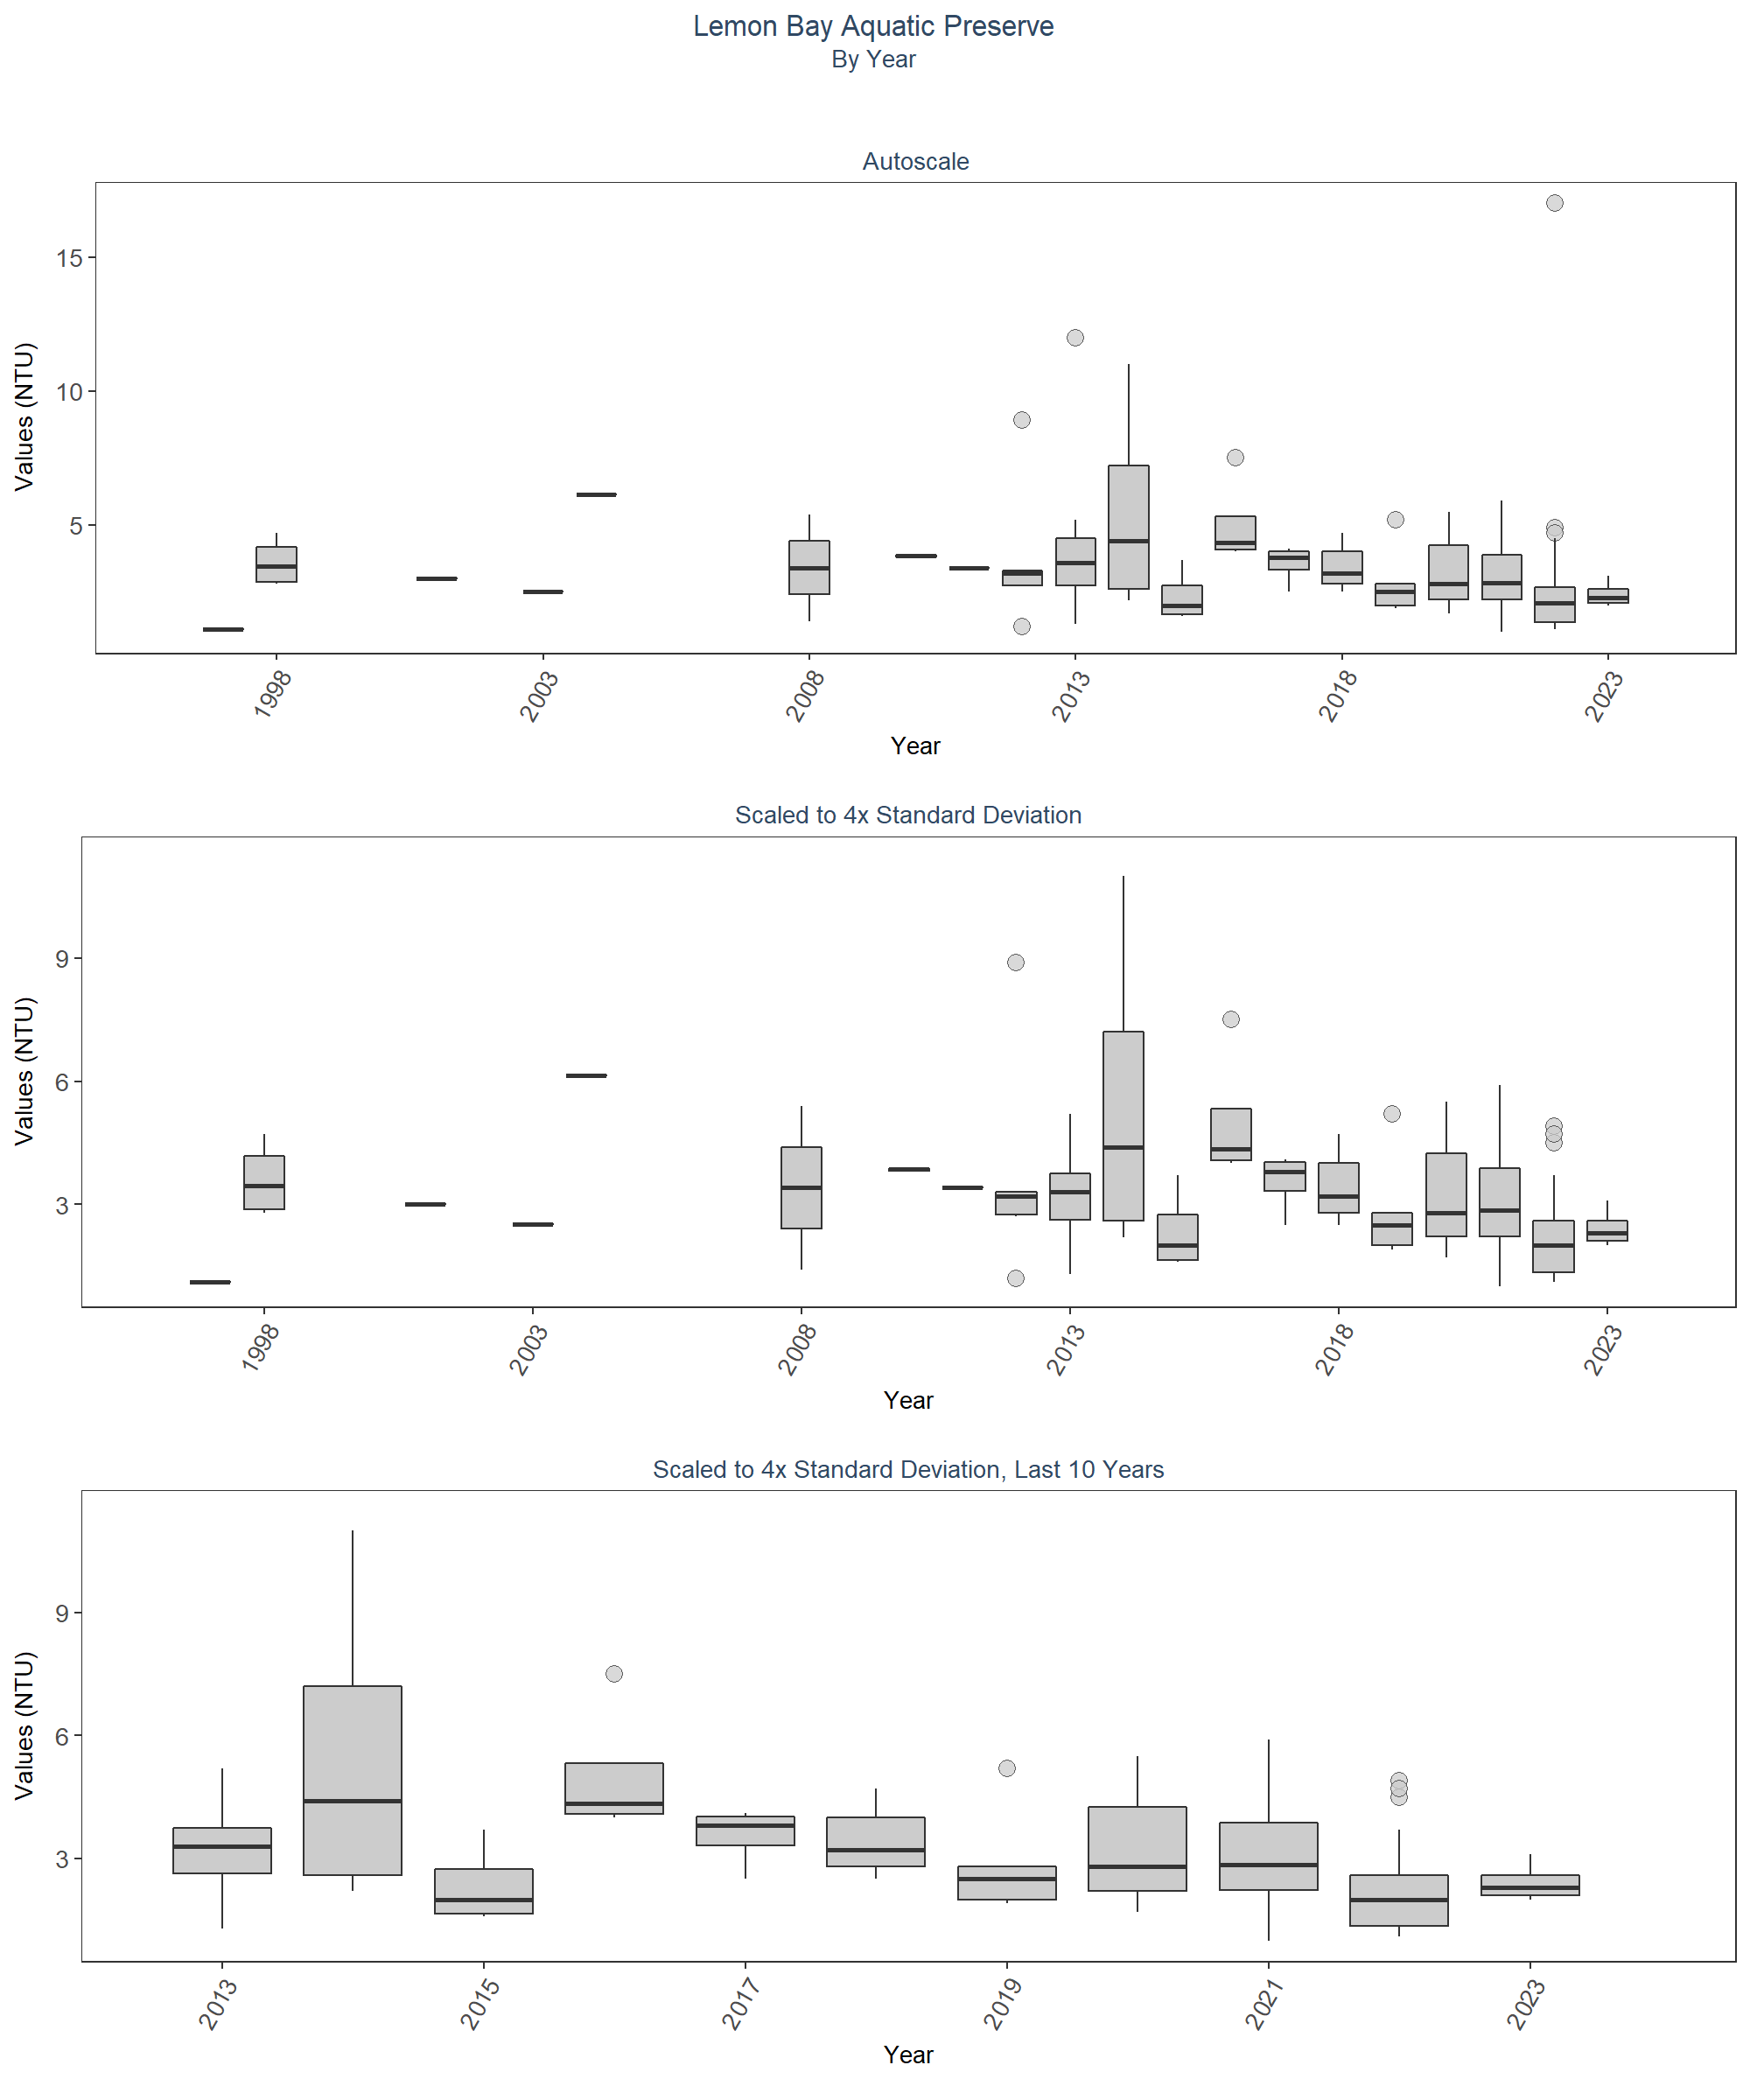 Lemon Bay Aquatic Preserve
By Year
Autoscale
Values (NTU)
15
10
5
1998 2003 2008 2013 2018 2023
Year
Scaled to 4x Standard Deviation
Values (NTU)
9
6
3
1998 2003 2008 2013 2018 2023
Year
Scaled to 4x Standard Deviation, Last 10 Years
Values (NTU)
9
6
3
2013 2015 2017 2019 2021 2023
Year